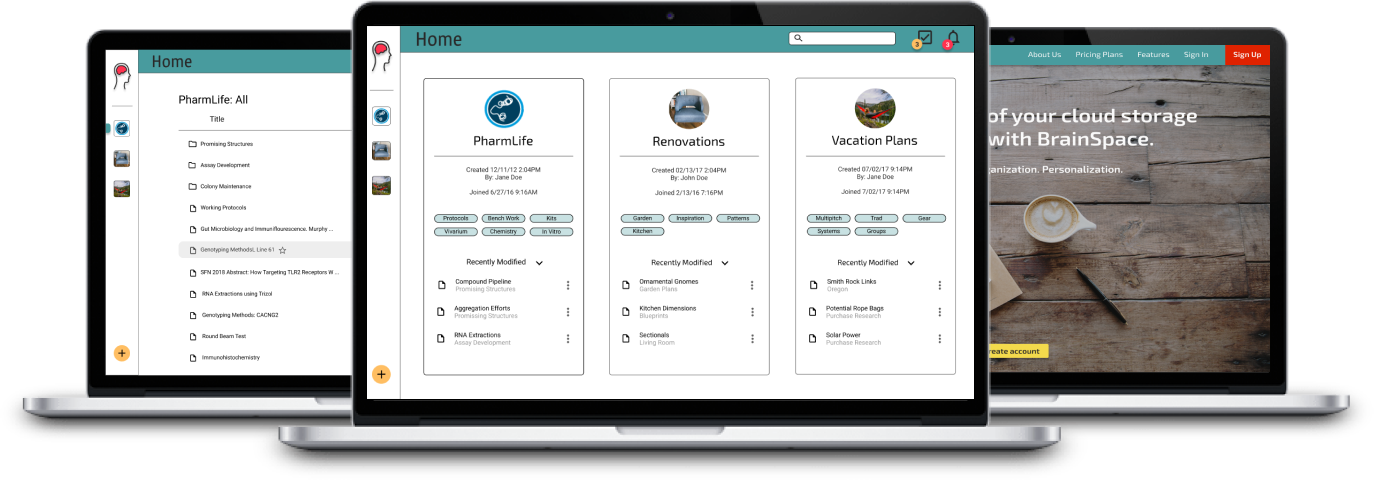 Home
PharmLife: All
Title
Promising Structures
Assay Development
Colony Maintenance
Working Protocols
Gut Microbiology and Immuniflourescence. Murphy ...
Genotyping MethodsL Line 61
SFN 2018 Abstract: How Targeting TLR2 Receptors W ...
RNA Extractions using Trizol
Genotyping Methods: CACNG2
Round Beam Test
Immunohistochemistry
+
Home
3
3
PharmLife
Created 12/11/12 2:04PM
By: Jane Doe
Joined 6/27/16 9:16AM
Protocols Bench Work Kits
Vivarium Chemistry In Vitro
Recently Modified
Compound Pipeline
Promising Structures
Aggregation Efforts
Promissing Structures
RNA Extractions
Assay Development
Renovations
Created 02/13/17 2:04PM
By: John Doe
Joined 2/13/16 7:16PM
Garden Inspiration Patterns
Kitchen
Recently Modified
Ornamental Gnomes
Garden Plans
Kitchen Dimensions
Blueprints
Sectionals
Living Room
Vacation Plans
Created 07/02/17 9:14PM
By: Jane Doe
Joined 7/02/17 9:14PM
Multipitch Trad Gear
Systems Groups
Recently Modified
Smith Rock Links
Oregon
Potential Rope Bags
Purchase Research
Solar Power
Purchase Research
+
About Us Pricing Plans Features Sign In Sign Up
of your cloud storage
with BrainSpace.
anization. Personalization.
reate account